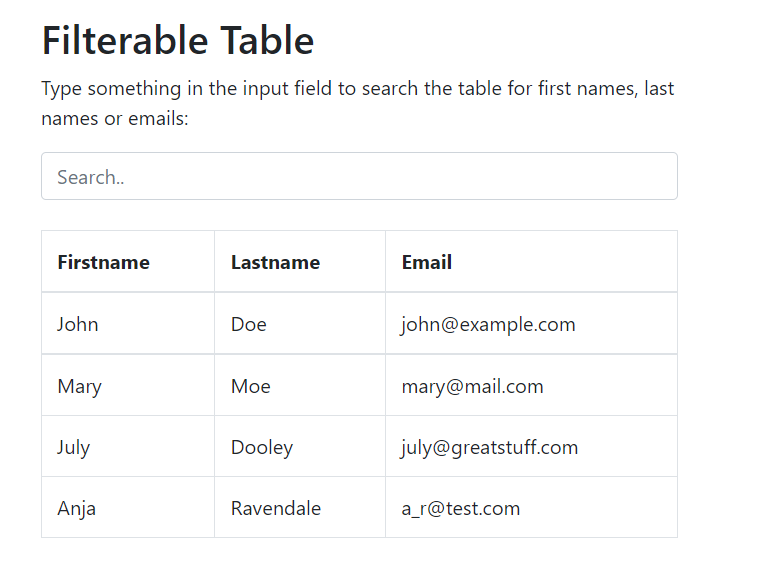 Filterable Table
Type something in the input field to search the table for first names, last
names or emails:
Search..
Firstname Lastname Email
John Doe john@example.com
Mary Moe mary@mail.com
July Dooley july@greatstuff.com
Anja Ravendale a_r@test.com